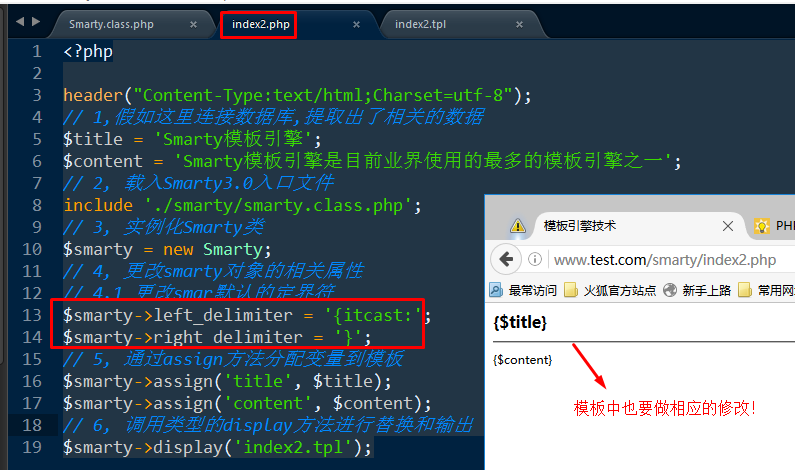 Smarty.class.php × index2.php × index2.tpl ×
1 <?php
2
3 header("Content-Type:text/html;Charset=utf-8");
4 // 1,假如这里连接数据库,提取出了相关的数据
5 $title = 'Smarty模板引擎';
6 $content = 'Smarty模板引擎是目前业界使用的最多的模板引擎之一';
7 // 2, 载入Smarty3.0入口文件
8 include './smarty/smarty.class.php';
9 // 3, 实例化Smarty类
10 $smarty = new Smarty;
11 // 4, 更改smarty对象的相关属性
12 // 4.1 更改smar默认的定界符
13 $smarty->left_delimiter = '{itcast:';
14 $smarty->right_delimiter = '}';
15 // 5, 通过assign方法分配变量到模板
16 $smarty->assign('title', $title);
17 $smarty->assign('content', $content);
18 // 6, 调用类型的display方法进行替换和输出
19 $smarty->display('index2.tpl');
模板引擎技术 × PHP
www.test.com/smarty/index2.php
最常访问 火狐官方站点 新手上路 常用网
{$title}
{$content}
模板中也要做相应的修改!